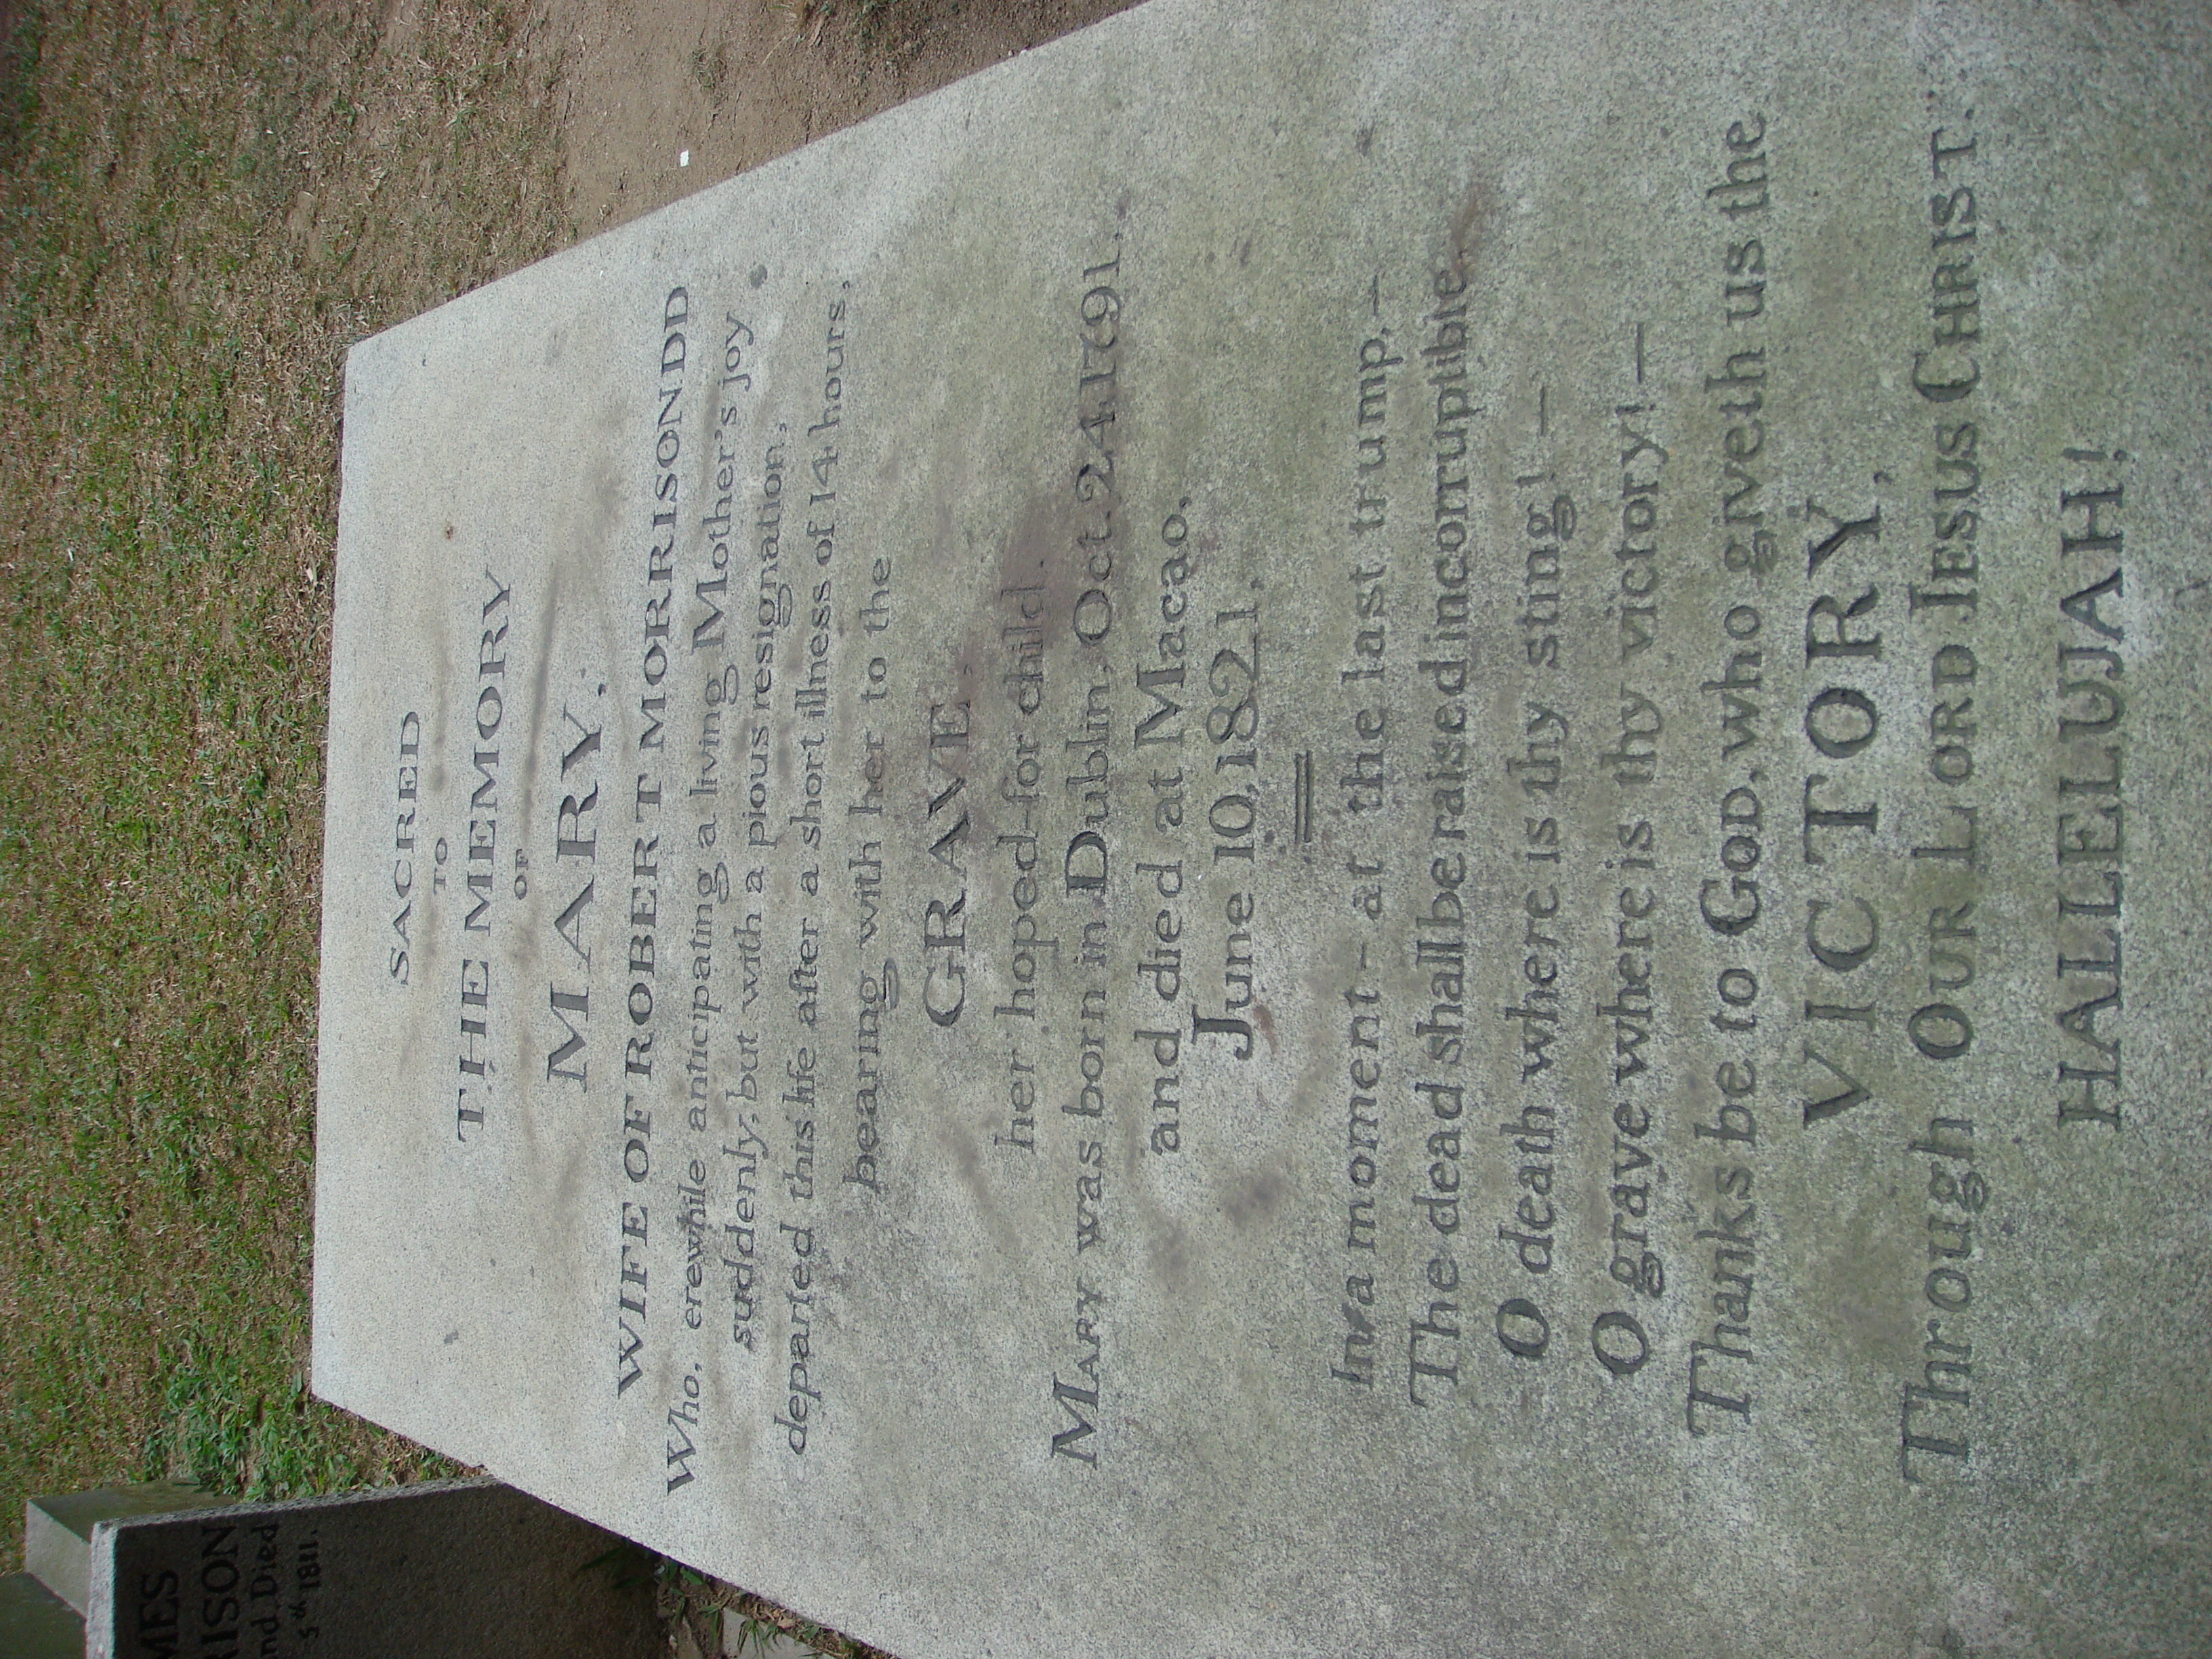 SACRED
TO
THE MEMORY
OF
MARY,
WIFE OF ROBERT MORRISONDD
Who, erewhile anticipating a living Mother's joy
suddenly, but with a pious resignation,
departed this life after a short illness of 14 hours,
bearing with her to the
GRAVE,
her hoped-for child.
MARY was born in Dublin, Oct. 24. 1791.
and died at Macao,
June 10, 1821.
In a moment - at the last trump, —
The dead shall be raised incorruptible,
O death where is thy sting! —
O grave where is thy victory! —
Thanks be to GOD, who giveth us the
VICTORY,
Through OUR LORD JESUS CHRIST.
HALLELUJAH!
MES
RISON
nd Died
5th 1811.